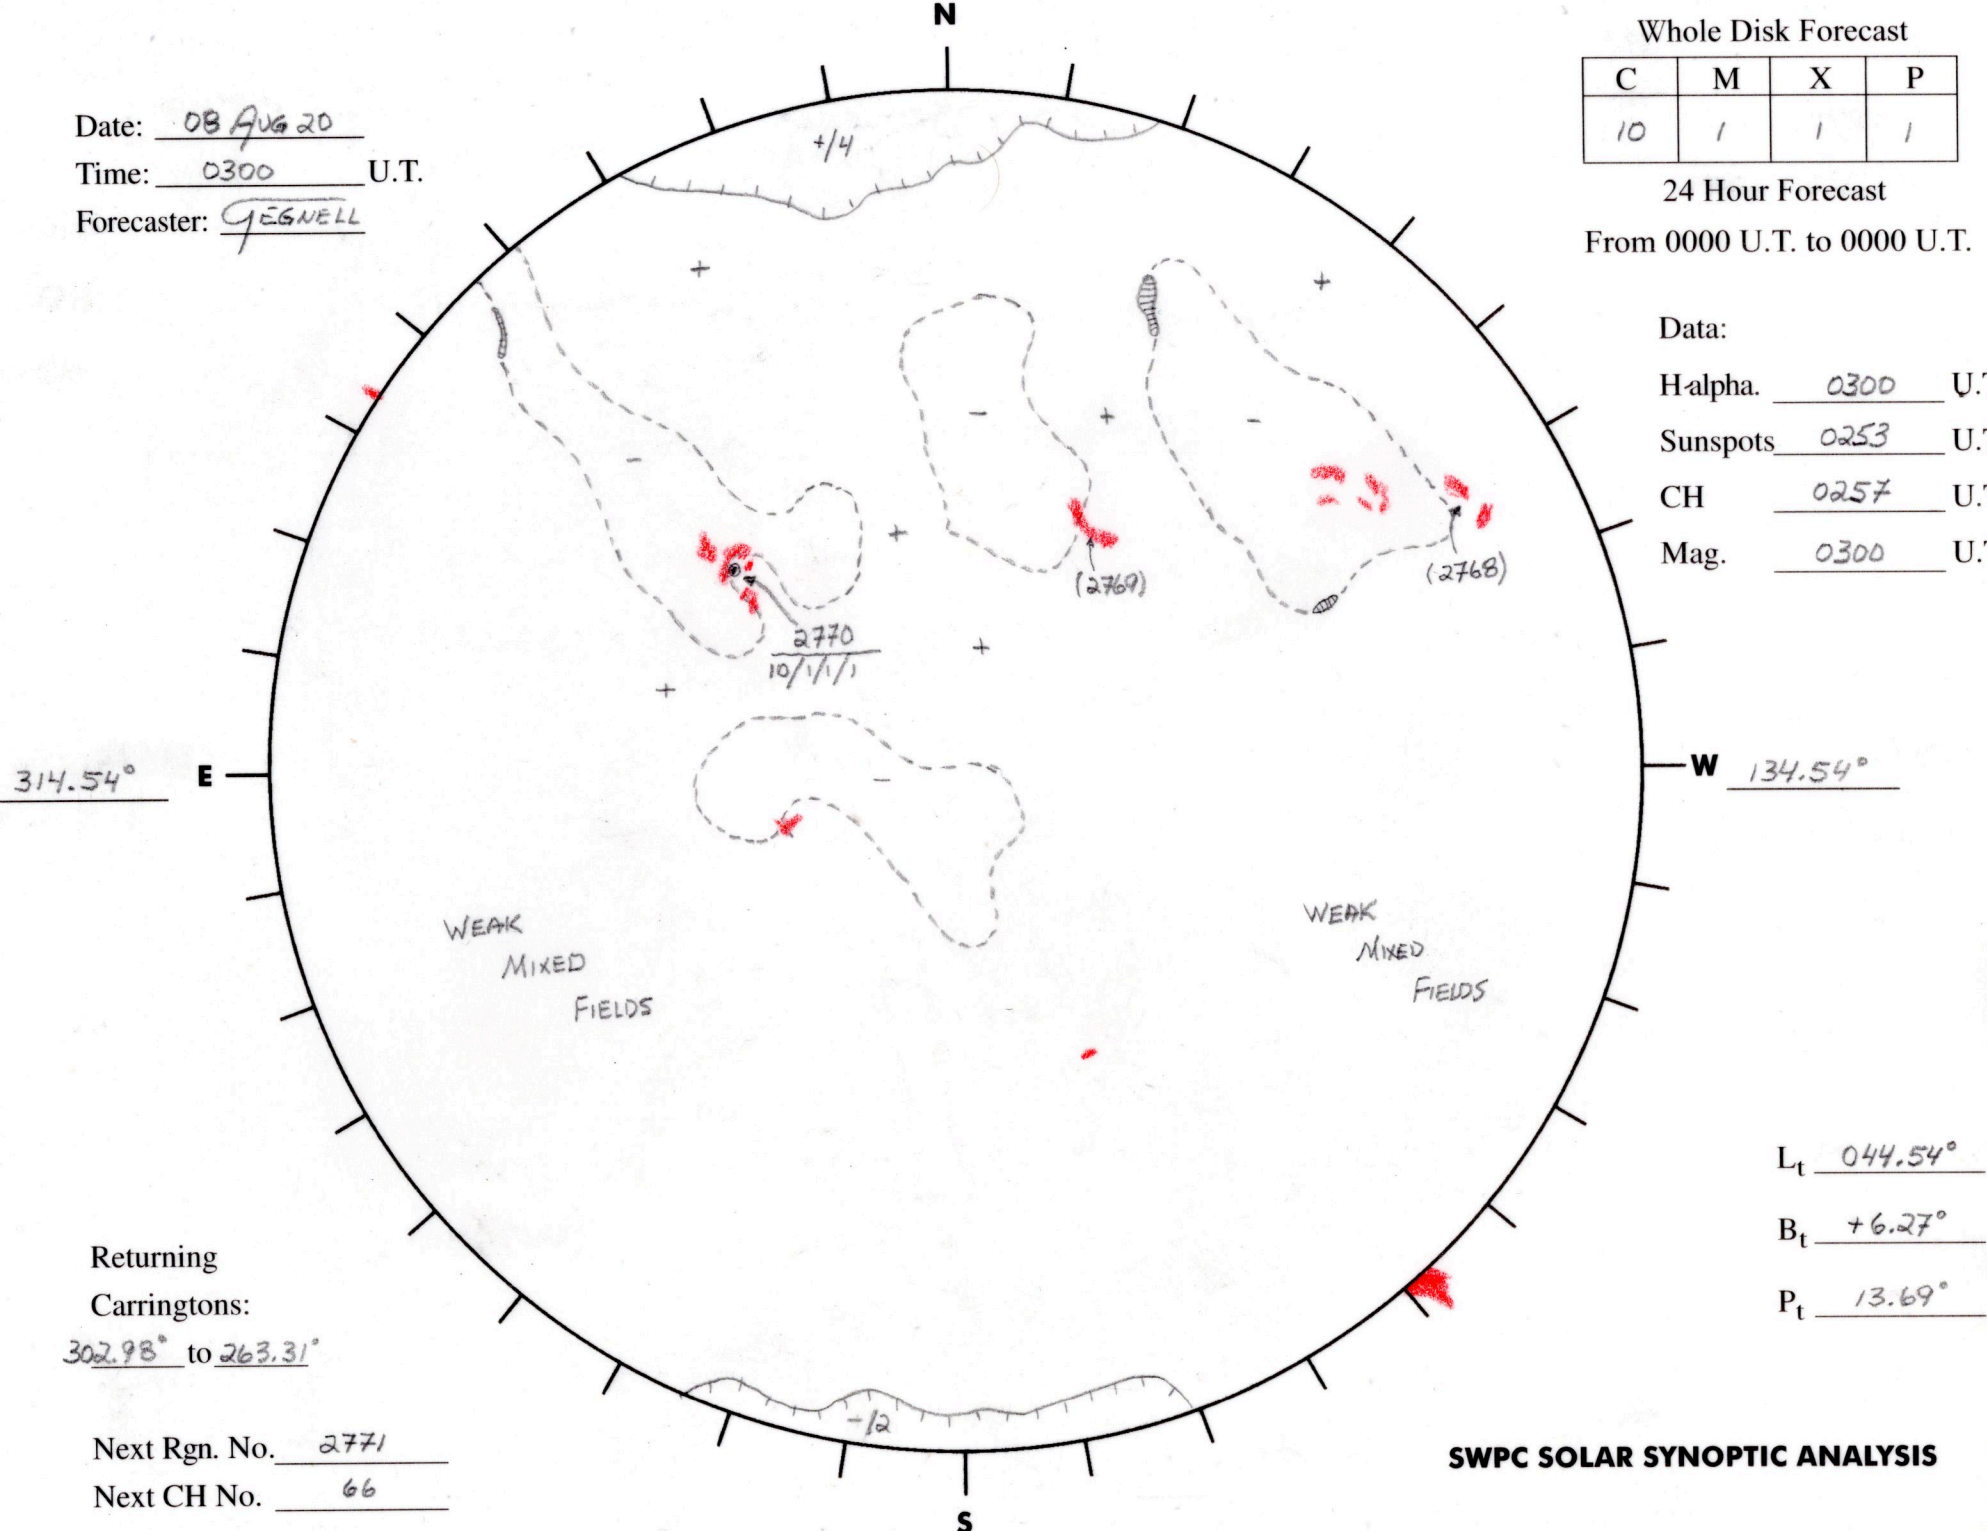 N
Whole Disk Forecast
C M X P
10 1 1 1
24 Hour Forecast
From 0000 U.T. to 0000 U.T.
Date: 08 AUG 20
Time: 0300 U.T.
Forecaster: GEGNELL
+/4
+
+
Data:
H-alpha. 0300 U.T
Sunspots 0253 U.T
CH 0257 U.T
Mag. 0300 U.T
-
+
-
-
+
(2769)
(2768)
2770
10/1/1/1
+
+
314.54° E
W 134.54°
-
WEAK
MIXED
FIELDS
WEAK
MIXED
FIELDS
Lt 044.54°
Bt +6.27°
Pt 13.69°
Returning
Carringtons:
302.98° to 263.31°
-/2
Next Rgn. No. 2771
Next CH No. 66
SWPC SOLAR SYNOPTIC ANALYSIS
S